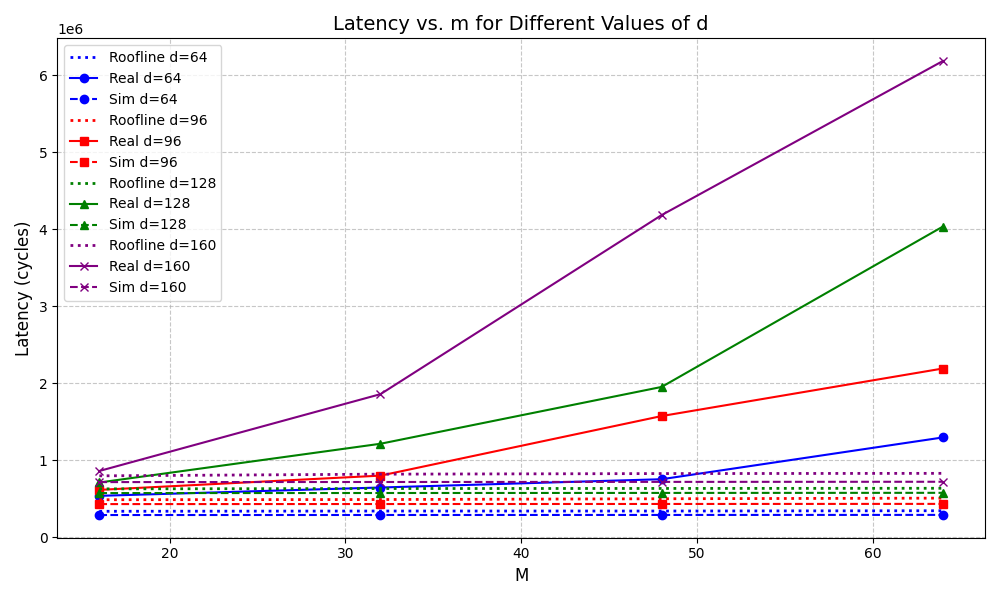 Latency vs. m for Different Values of d
1e6
Roofline d=64
Real d=64
Sim d=64
Roofline d=96
Real d=96
Sim d=96
Roofline d=128
Real d=128
Sim d=128
Roofline d=160
Real d=160
Sim d=160
6
5
4
3
2
1
0
Latency (cycles)
20 30 40 50 60
M